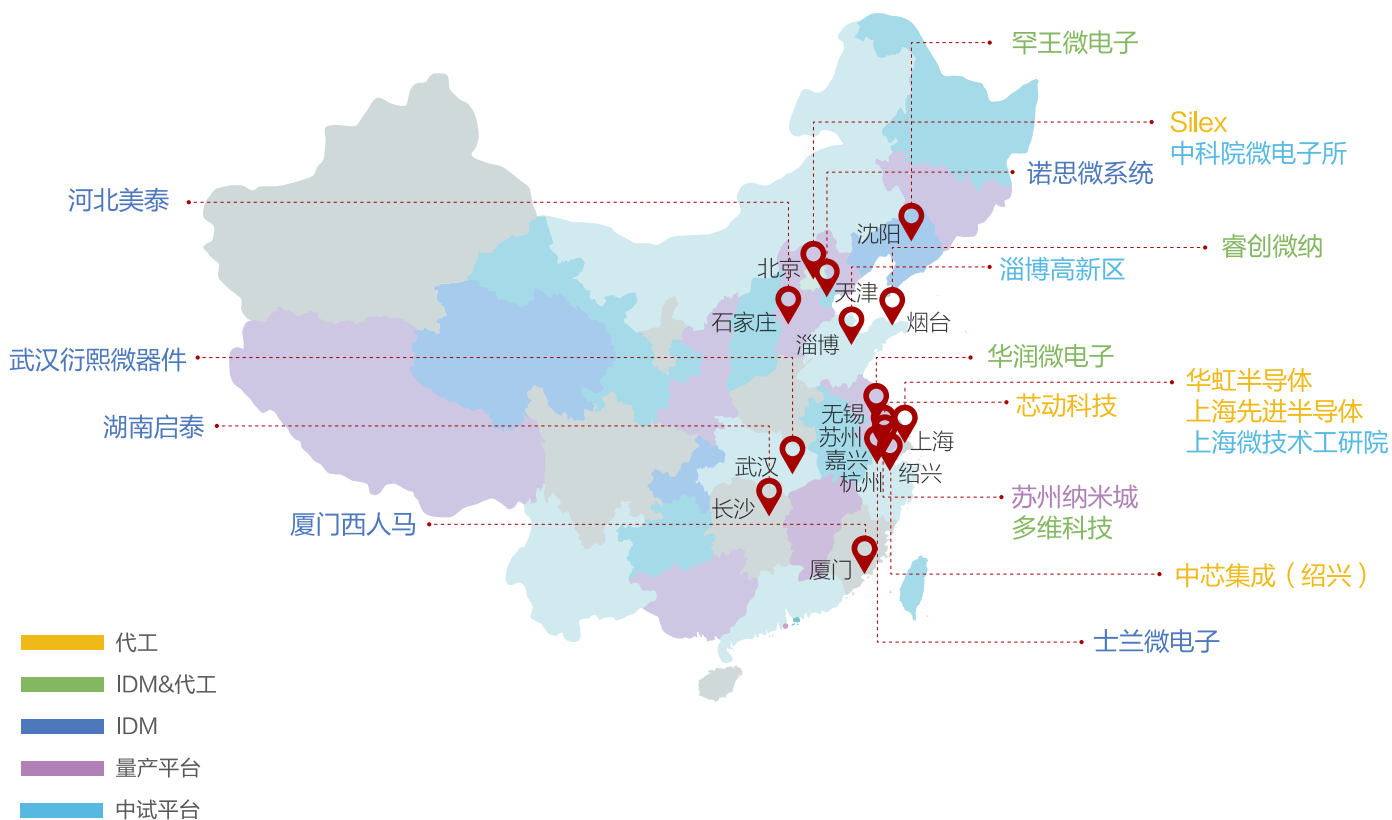 罕王微电子
Silex
中科院微电子所
诺思微系统
河北美泰
沈阳
睿创微纳
北京
淄博高新区
天津
石家庄
烟台
淄博
武汉衍熙微器件
华润微电子
华虹半导体
芯动科技
上海先进半导体
无锡
湖南启泰
苏州
上海
上海微技术工研院
嘉兴
武汉
杭州
绍兴
苏州纳米城
长沙
厦门西人马
多维科技
厦门
中芯集成（绍兴）
士兰微电子
代工
IDM&代工
IDM
量产平台
中试平台